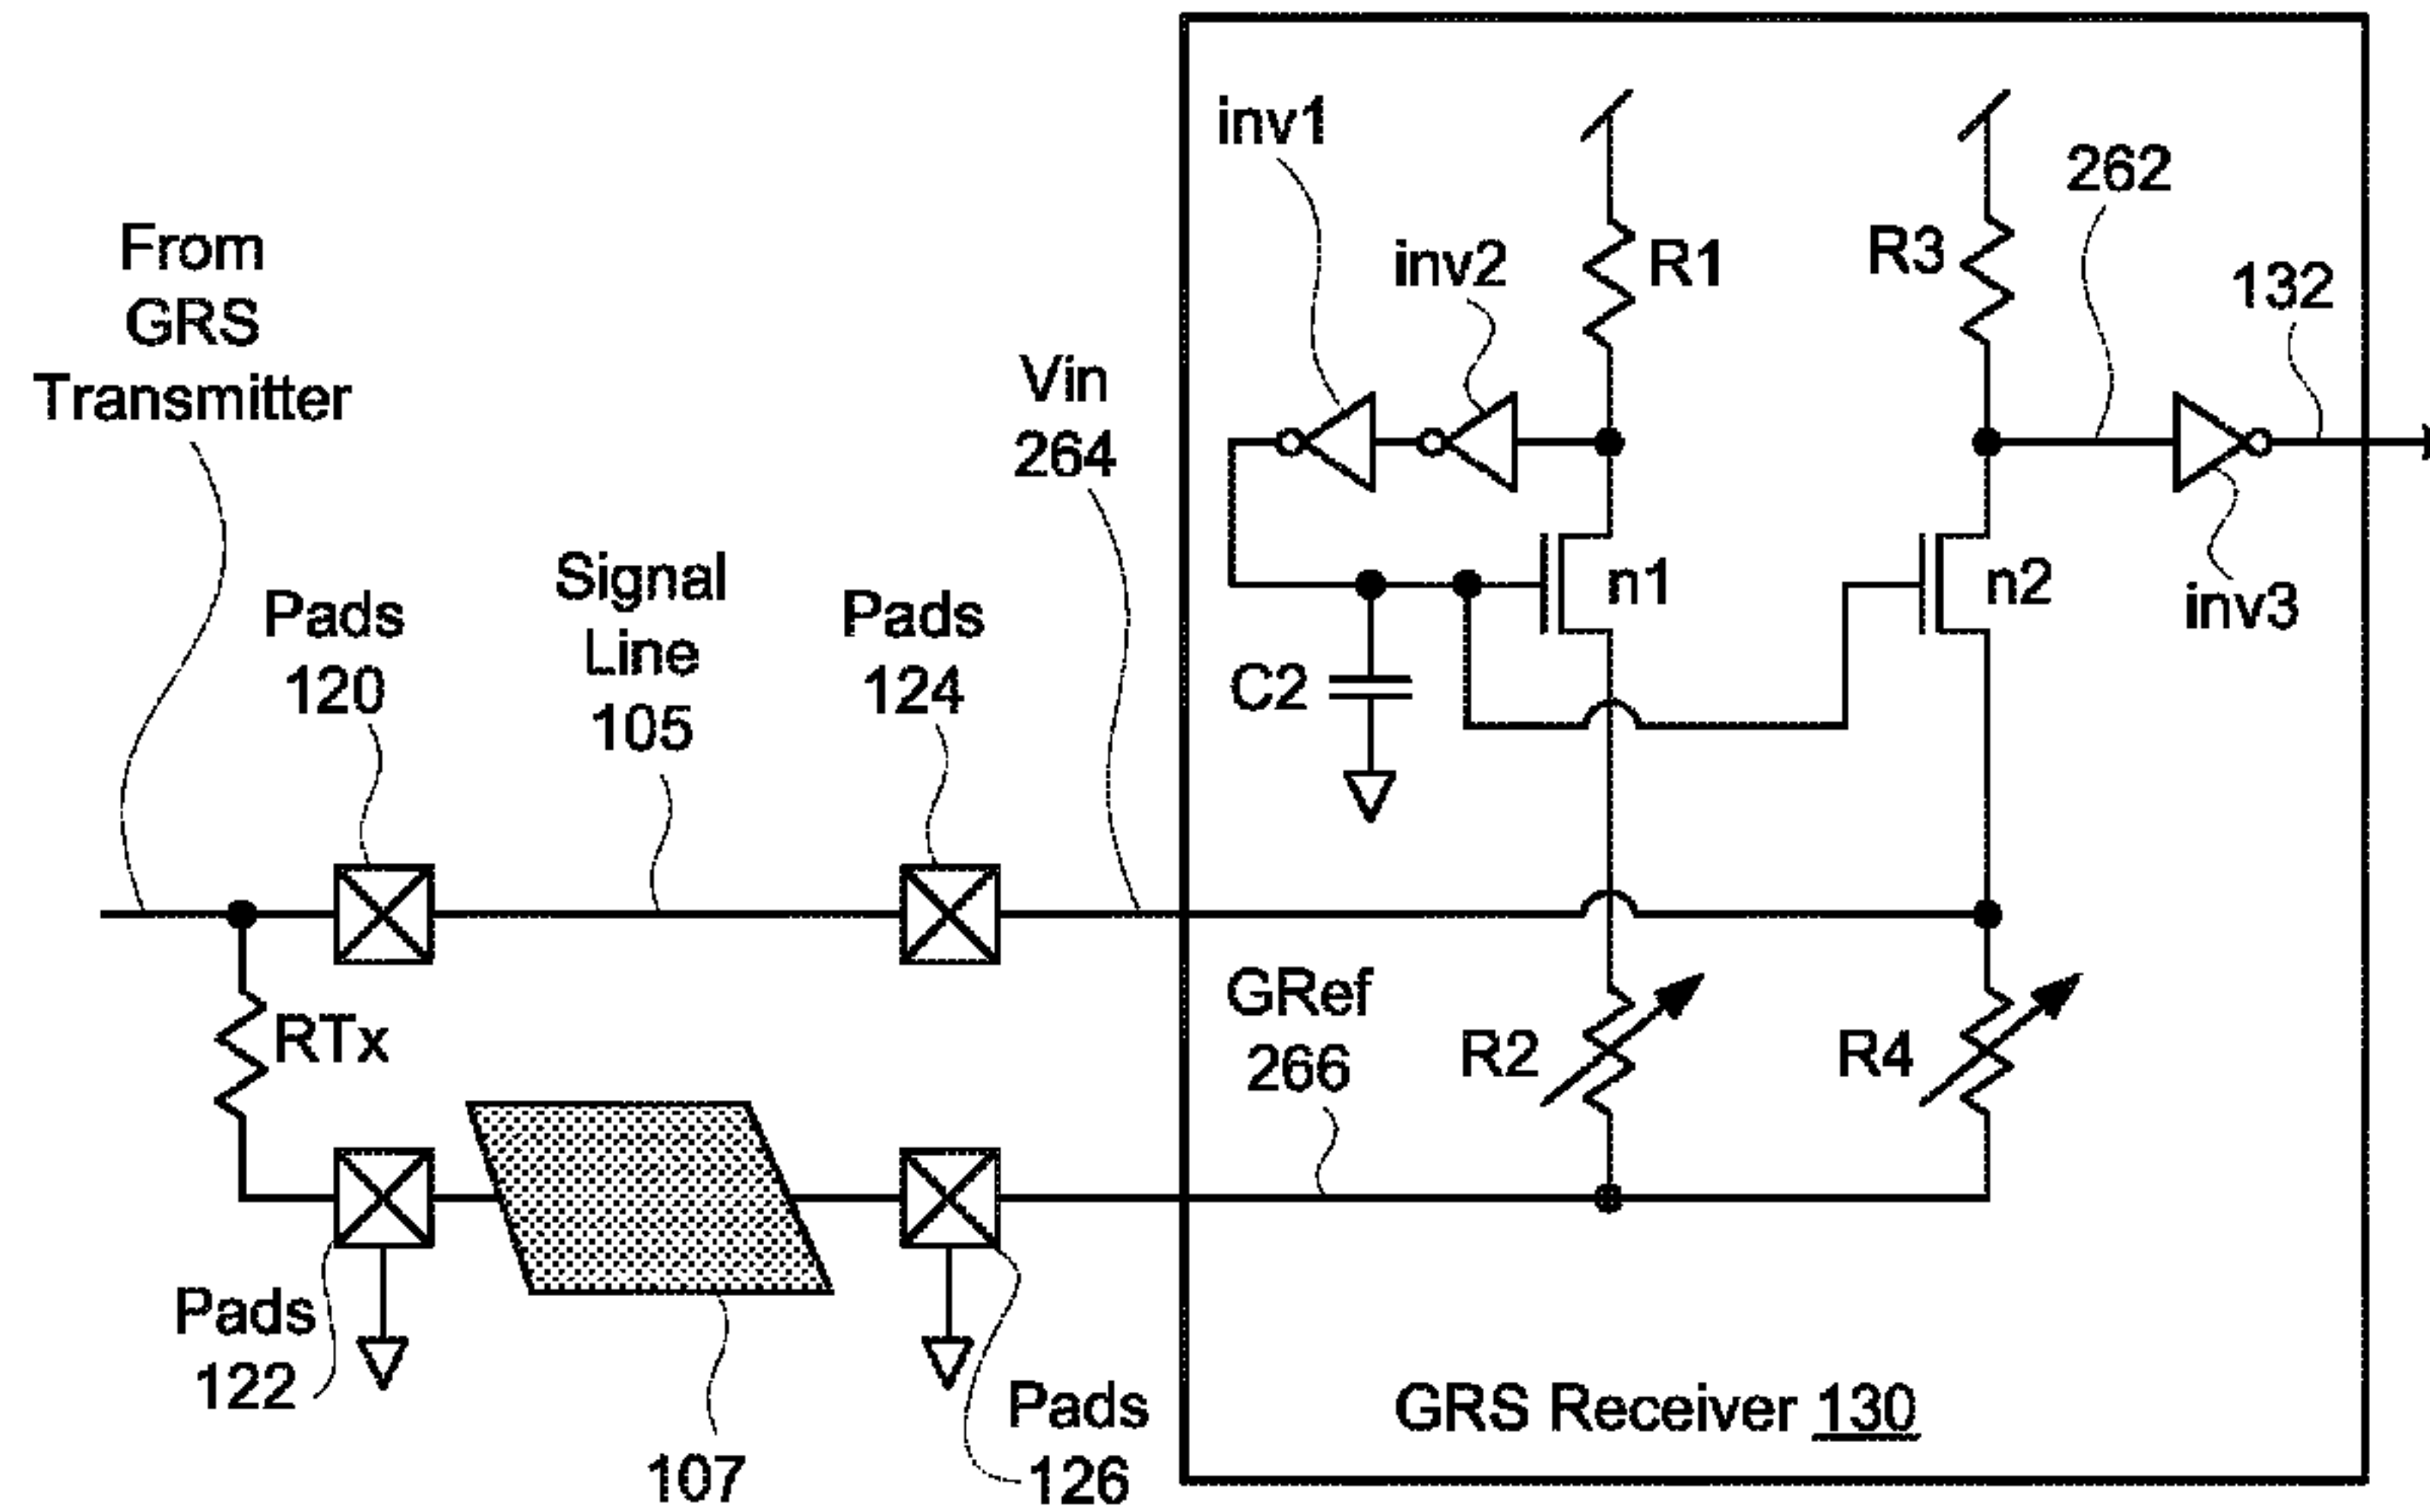 inv1
262
From
GRS
Transmitter
R1
R3
inv2
132
Vin
264
Signal
Line
105
Pads
120
Pads
124
n1
n2
inv3
C2
GRef
266
RTx
R2
R4
Pads
122
Pads
126
107
GRS Receiver 130